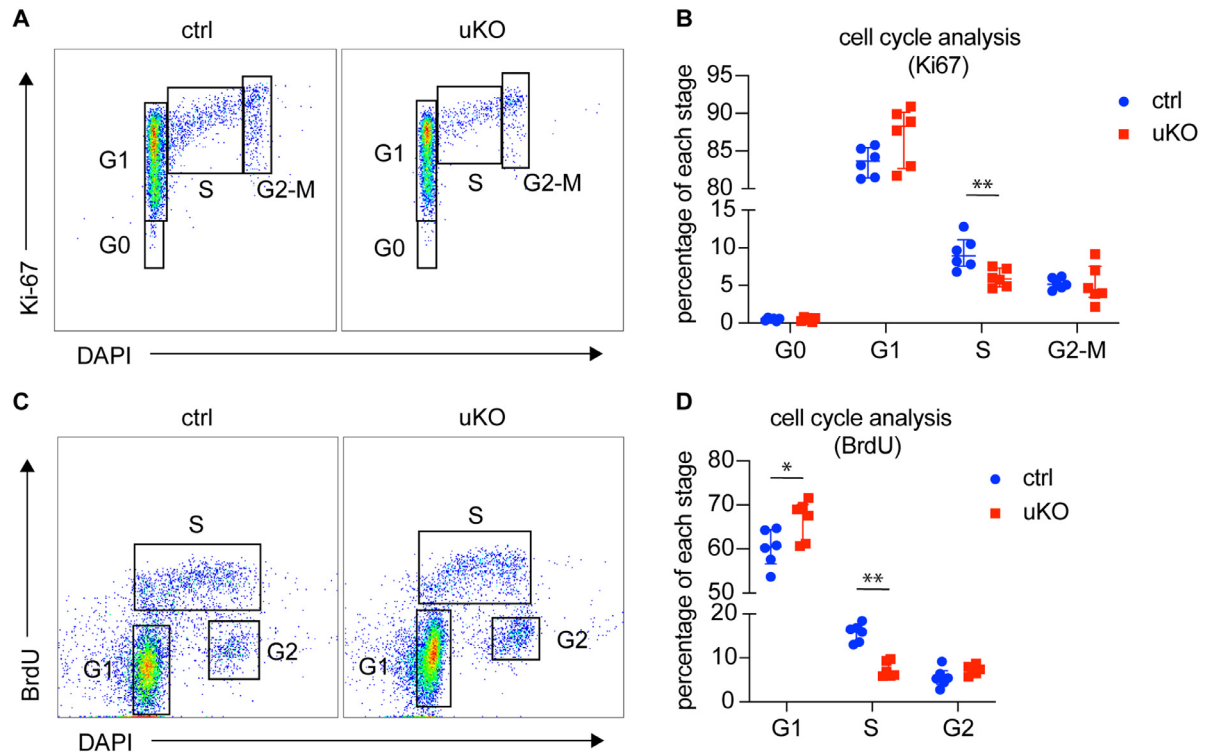 A
ctrl
uKO
G1
S
G2-M
G0
G1
S
G2-M
G0
Ki-67
DAPI
B
cell cycle analysis
(Ki67)
percentage of each stage
95
90
85
80
15
10
5
0
**
G0
G1
S
G2-M
ctrl
uKO
C
ctrl
uKO
S
G1
G2
S
G1
G2
BrdU
DAPI
D
cell cycle analysis
(BrdU)
percentage of each stage
80
70
60
50
20
10
0
*
**
G1
S
G2
ctrl
uKO